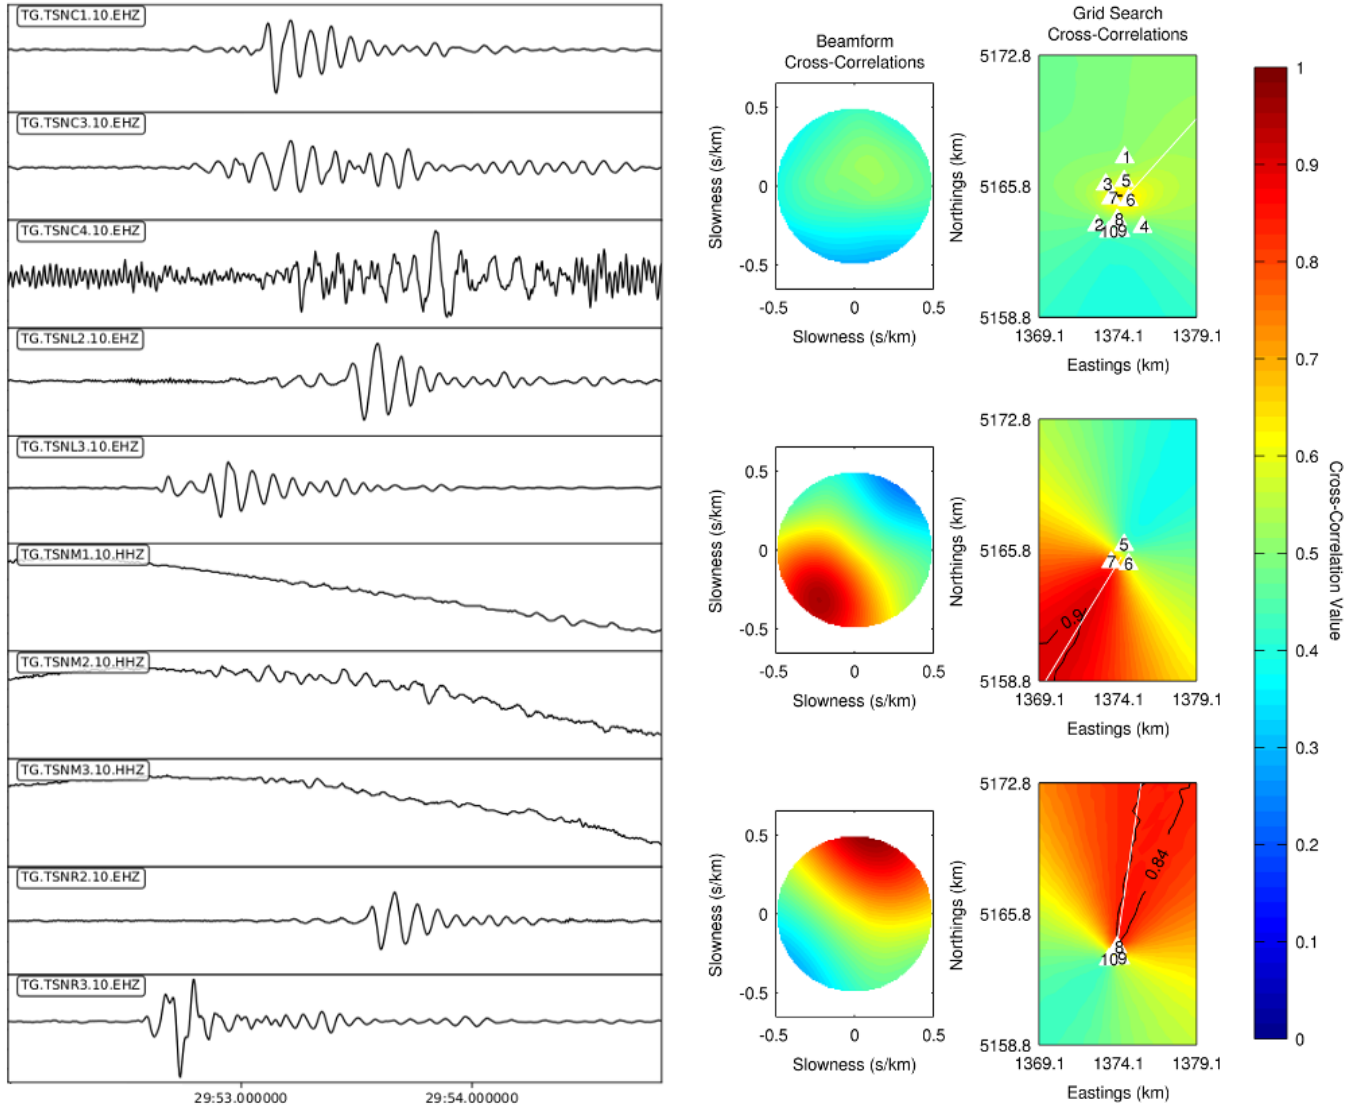 TG.TSNC1.10.EHZ
TG.TSNC3.10.EHZ
TG.TSNC4.10.EHZ
TG.TSNL2.10.EHZ
TG.TSNL3.10.EHZ
TG.TSNM1.10.HHZ
TG.TSNM2.10.HHZ
TG.TSNM3.10.HHZ
TG.TSNR2.10.EHZ
TG.TSNR3.10.EHZ
29:53.000000 29:54.000000
Beamform
Cross-Correlations
Slowness (s/km)
0.5
0
-0.5
-0.5 0 0.5
Slowness (s/km)
Grid Search
Cross-Correlations
Northings (km)
5172.8
5165.8
5158.8
1
3 5
7 6
2 8 4
109
1369.1 1374.1 1379.1
Eastings (km)
Slowness (s/km)
0.5
0
-0.5
-0.5 0 0.5
Slowness (s/km)
Northings (km)
5172.8
5165.8
5158.8
5
7 6
0.9
1369.1 1374.1 1379.1
Eastings (km)
Slowness (s/km)
0.5
0
-0.5
-0.5 0 0.5
Slowness (s/km)
Northings (km)
5172.8
5165.8
5158.8
0.84
8
109
1369.1 1374.1 1379.1
Eastings (km)
1
0.9
0.8
0.7
0.6
0.5
0.4
0.3
0.2
0.1
0
Cross-Correlation Value